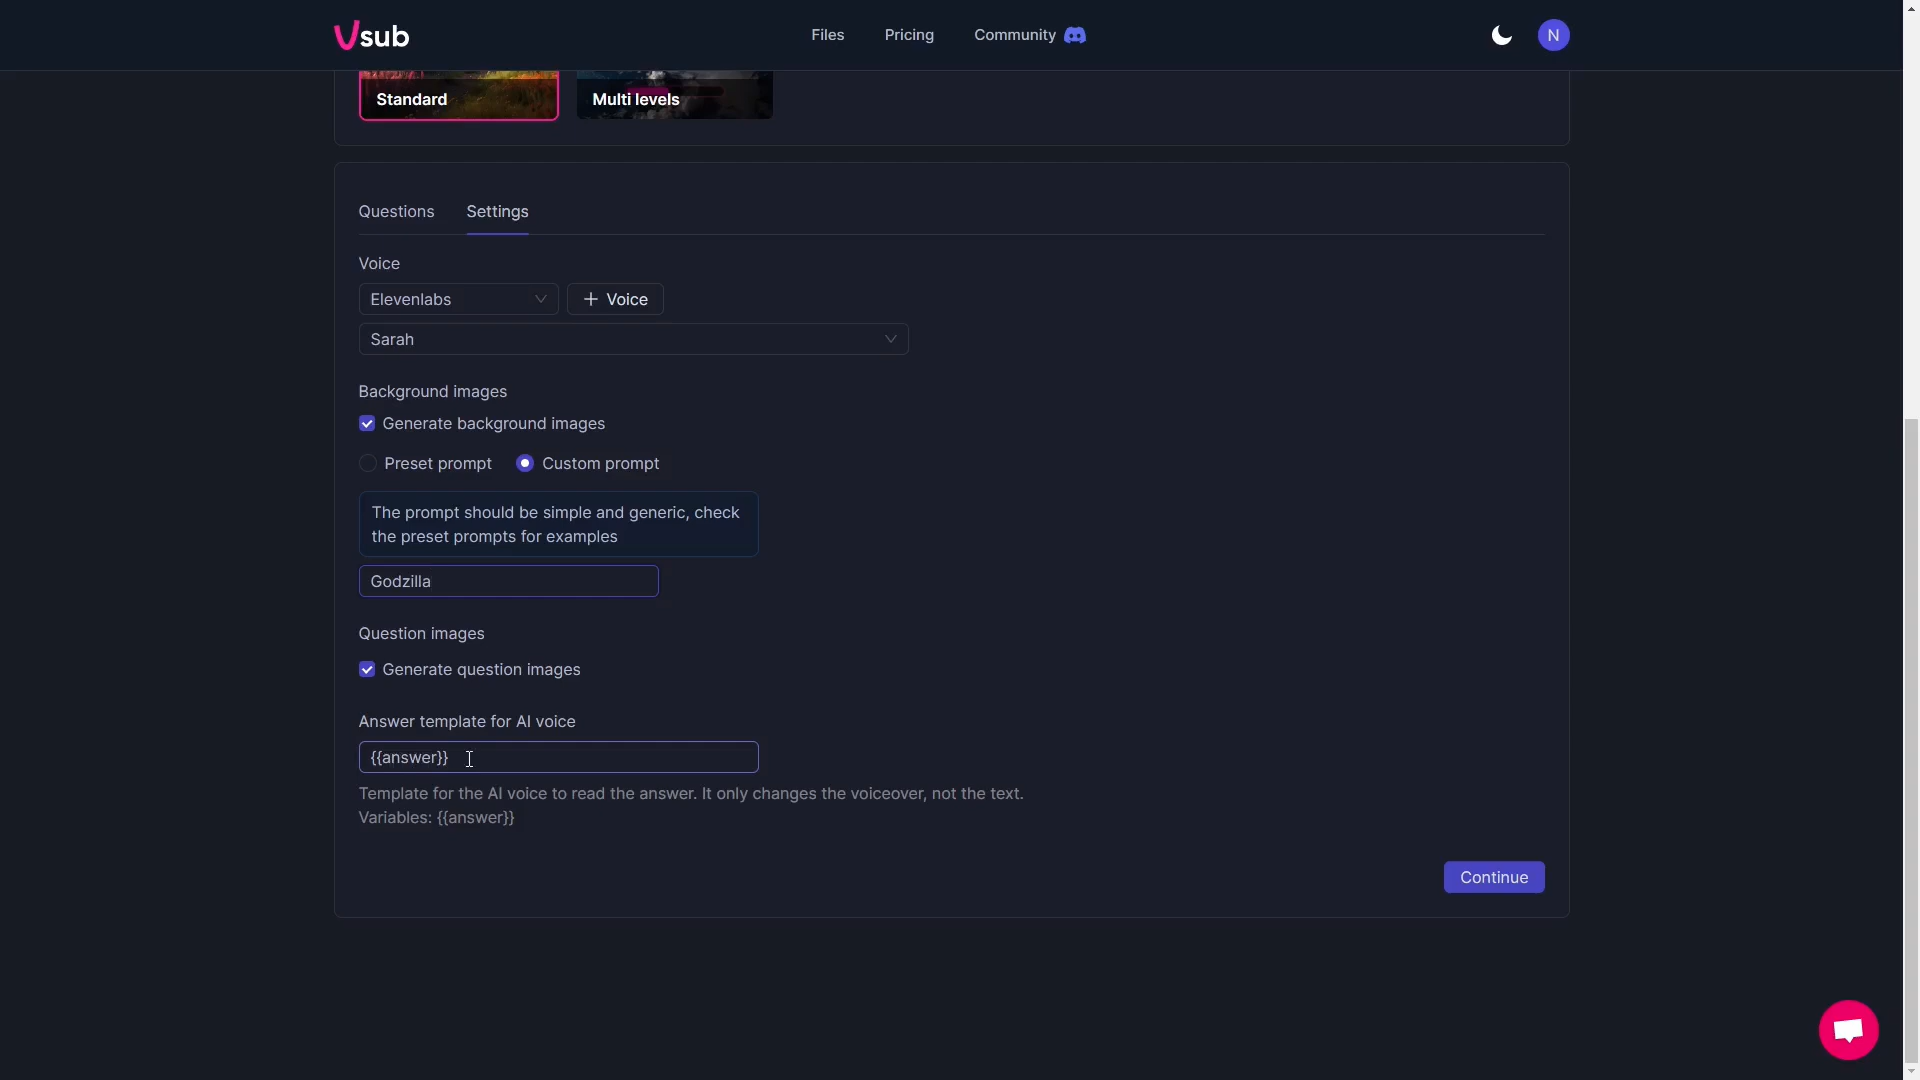 Vsub
Files
Pricing
Community
N
Standard
Multi levels
Questions
Settings
Voice
Elevenlabs
+ Voice
Sarah
Background images
Generate background images
Preset prompt
Custom prompt
The prompt should be simple and generic, check
the preset prompts for examples
Godzilla
Question images
Generate question images
Answer template for AI voice
{{answer}}
Template for the AI voice to read the answer. It only changes the voiceover, not the text.
Variables: {{answer}}
Continue